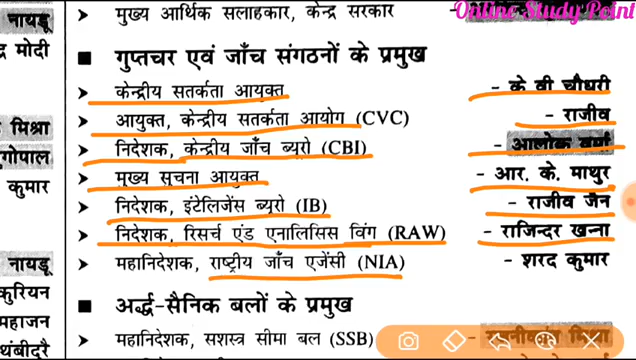 Online Study Point
नायडू
मुख्य आर्थिक सलाहकार, केन्द्र सरकार
द्र मोदी
■ गुप्तचर एवं जाँच संगठनों के प्रमुख
➤ केन्द्रीय सतर्कता आयुक्त - के वी चौधरी
➤ आयुक्त, केन्द्रीय सतर्कता आयोग (CVC) - राजीव
मिश्रा
➤ निदेशक, केन्द्रीय जाँच ब्यूरो (CBI) - आलोक वर्मा
गोपाल
➤ मुख्य सूचना आयुक्त - आर. के. माथुर
कुमार
➤ निदेशक, इंटेलिजेंस ब्यूरो (IB) - राजीव जैन
➤ निदेशक, रिसर्च एंड एनालिसिस विंग (RAW) - राजिन्दर खन्ना
नायडू
➤ महानिदेशक, राष्ट्रीय जाँच एजेंसी (NIA) - शरद कुमार
कुरियन
■ अर्द्ध-सैनिक बलों के प्रमुख
महाजन
थंबीदुरै
➤ महानिदेशक, सशस्त्र सीमा बल (SSB)